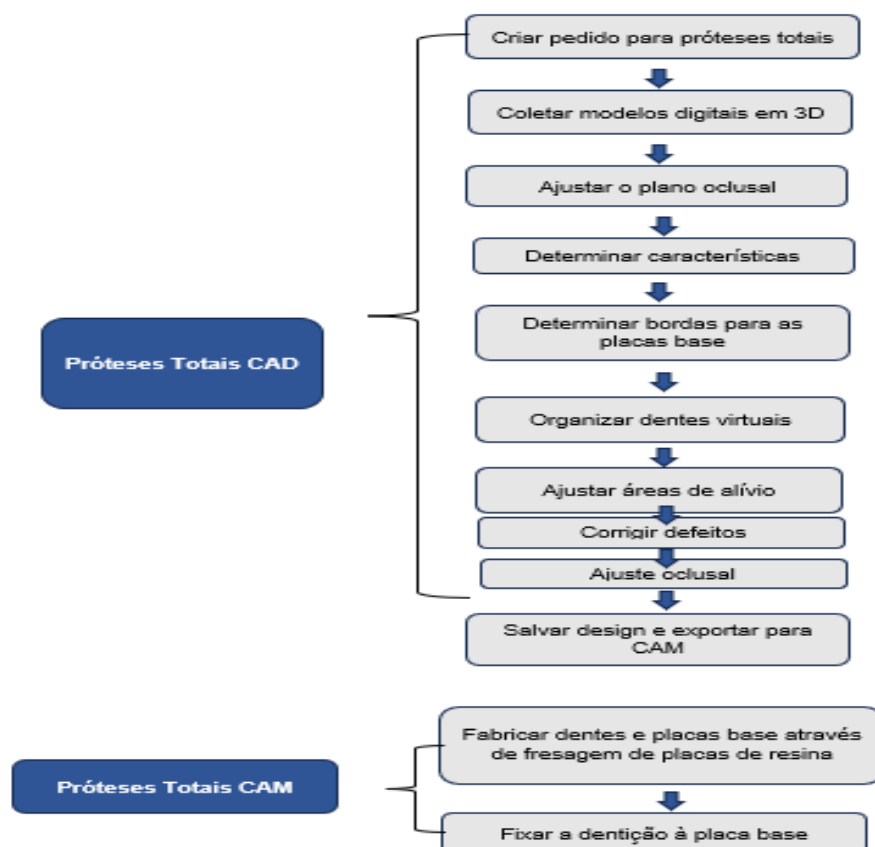 Criar pedido para próteses totais
Coletar modelos digitais em 3D
Ajustar o plano oclusal
Determinar características
Determinar bordas para as
placas base
Próteses Totais CAD
Organizar dentes virtuais
Ajustar áreas de alívio
Corrigir defeitos
Ajuste oclusal
Salvar design e exportar para
CAM
Fabricar dentes e placas base através
de fresagem de placas de resina
Próteses Totais CAM
Fixar a dentição à placa base